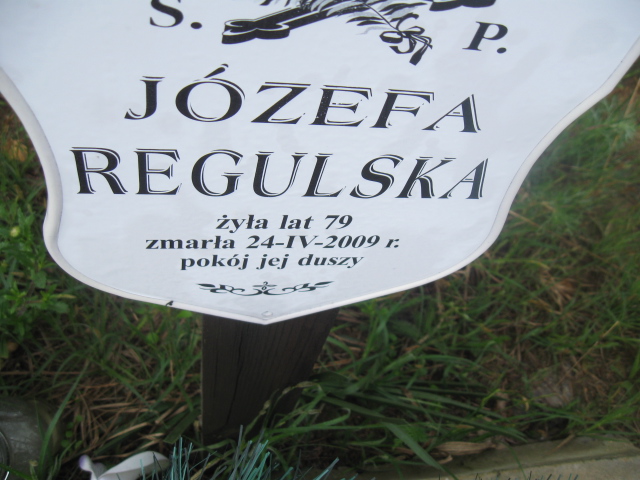 Ś. P.
JÓZEFA
REGULSKA
żyła lat 79
zmarła 24-IV-2009 r.
pokój jej duszy